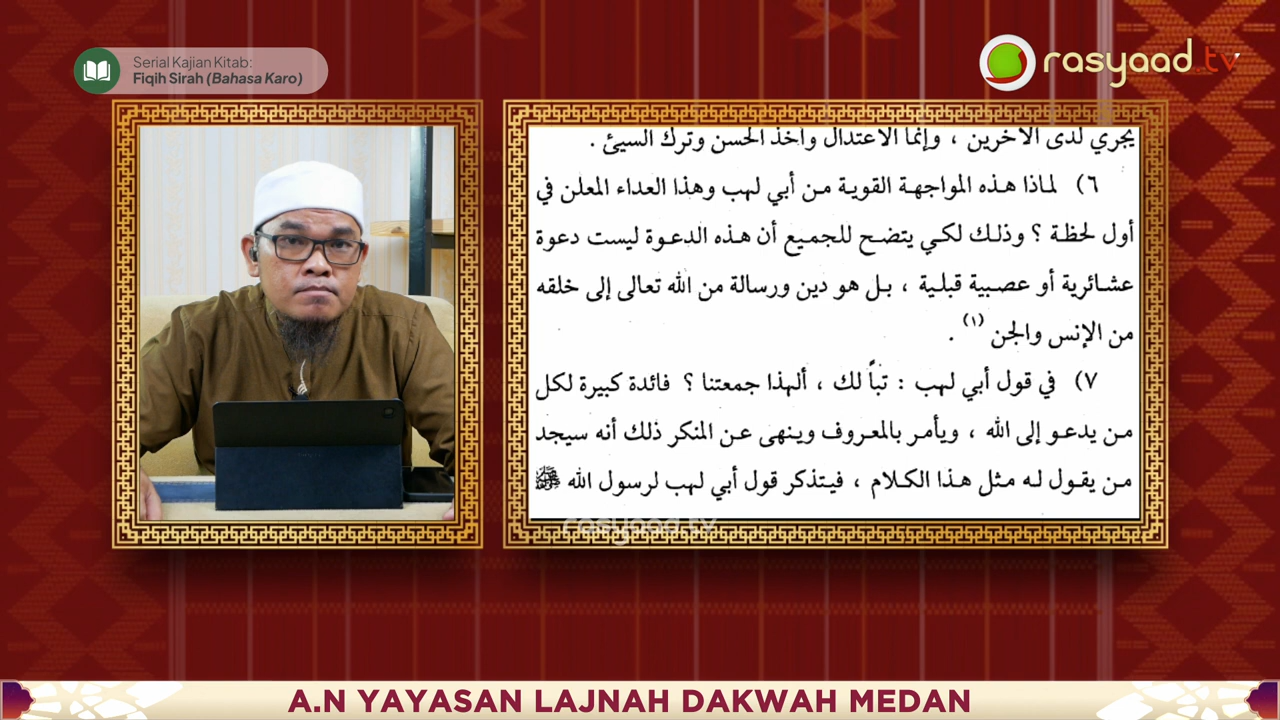 Serial Kajian Kitab:
Fiqih Sirah (Bahasa Karo)
rasyaad.tv
يجري لدى الآخرين ، وإنما الاعتدال وأخذ الحسن وترك السيئ .
٦) لماذا هذه المواجهة القوية من أبي لهب وهذا العداء المعلن في
أول لحظة ؟ وذلك لكي يتضح للجميع أن هذه الدعوة ليست دعوة
عشائرية أو عصبية قبلية ، بل هو دين ورسالة من الله تعالى إلى خلقه
من الإنس والجن (١) .
٧) في قول أبي لهب : تباً لك ، ألهذا جمعتنا ؟ فائدة كبيرة لكل
من يدعو إلى الله ، ويأمر بالمعروف وينهى عن المنكر ذلك أنه سيجد
من يقول له مثل هذا الكلام ، فيتذكر قول أبي لهب لرسول الله ﷺ
rasyaad.tv
A.N YAYASAN LAJNAH DAKWAH MEDAN